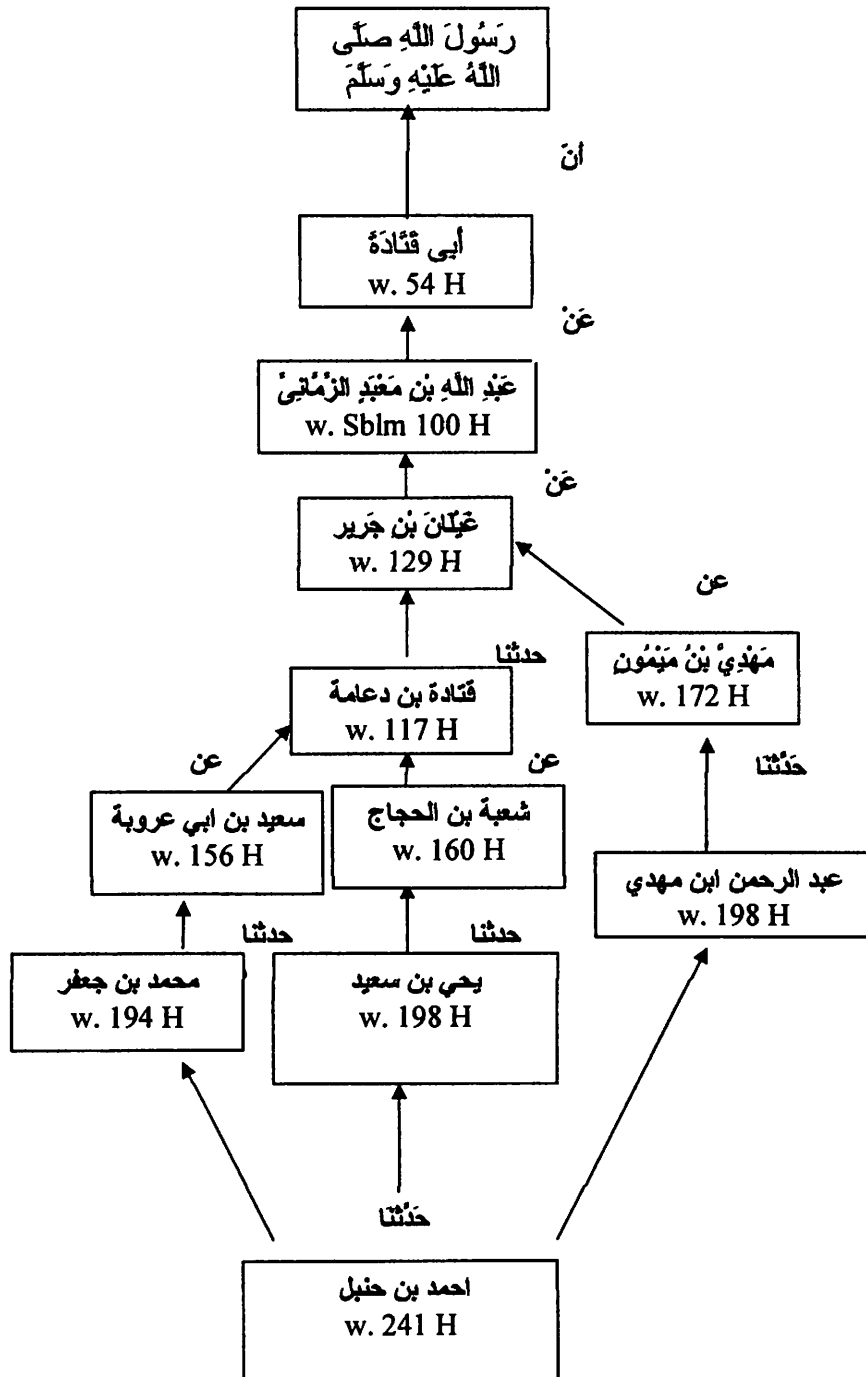 رَسُولَ اللَّهِ صَلَّى
اللَّهُ عَلَيْهِ وَسَلَّمَ
أنّ
أَبِى قَتَادَةَ
w. 54 H
عَنْ
عَبْدِ اللَّهِ بْنِ مَعْبَدٍ الزِّمَّانِىِّ
w. Sblm 100 H
عَنْ
غَيْلَانَ بْنِ جَرِير
w. 129 H
عن
حدثنا
مَهْدِيُّ بْنُ مَيْمُونٍ
w. 172 H
قتادة بن دعامة
w. 117 H
عن
عن
حَدَّثَنَا
سعيد بن ابي عروبة
w. 156 H
شعبة بن الحجاج
w. 160 H
عبد الرحمن ابن مهدي
w. 198 H
حدثنا
حدثنا
محمد بن جعفر
w. 194 H
يحي بن سعيد
w. 198 H
حَدَّثَنَا
احمد بن حنبل
w. 241 H